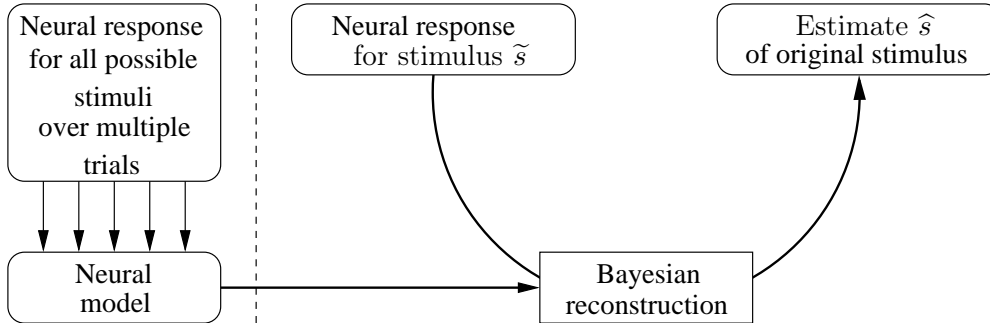 Neural response
for all possible
stimuli
over multiple
trials
Neural response
for stimulus s̃
Estimate ŝ
of original stimulus
Neural
model
Bayesian
reconstruction